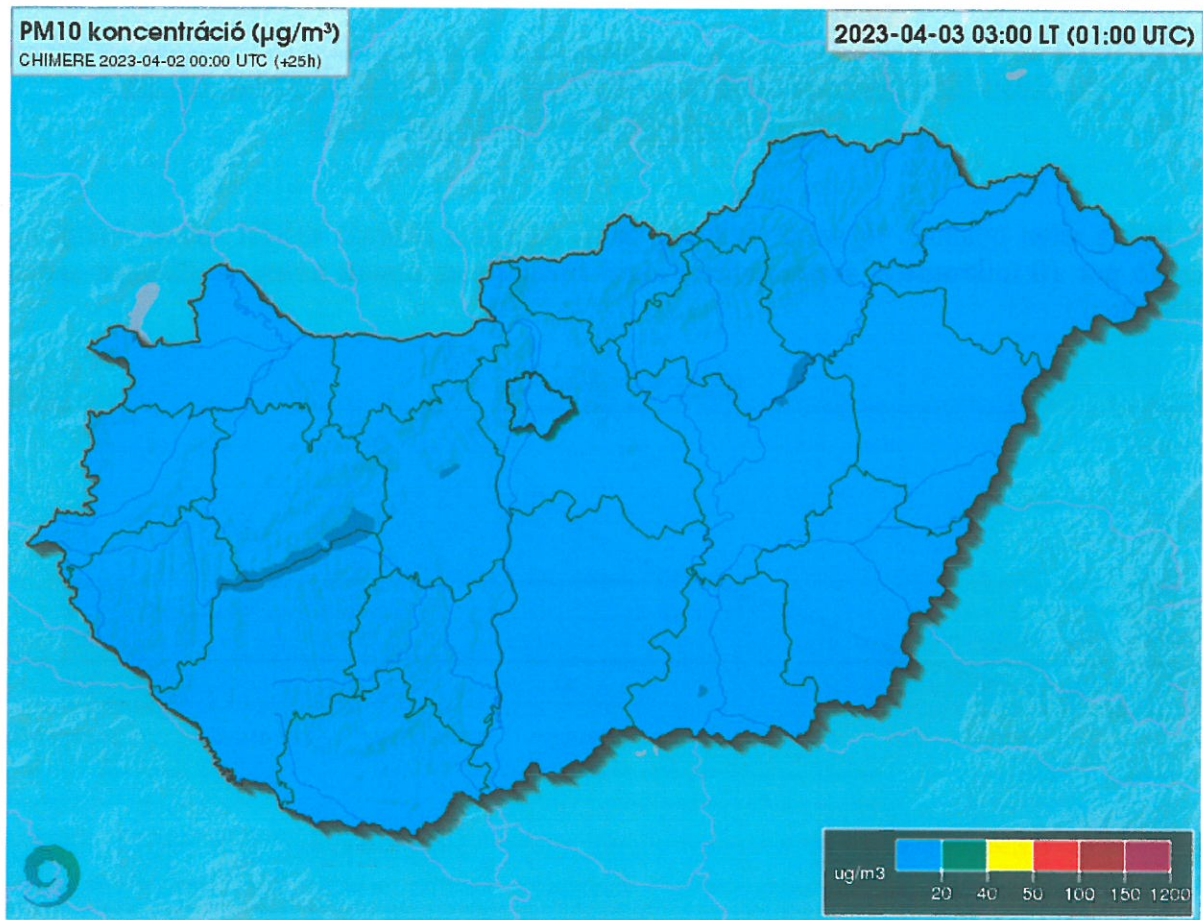 PM10 koncentráció (µg/m³)
CHIMERE 2023-04-02 00:00 UTC (+25h)
2023-04-03 03:00 LT (01:00 UTC)
ug/m3
20 40 50 100 150 1200